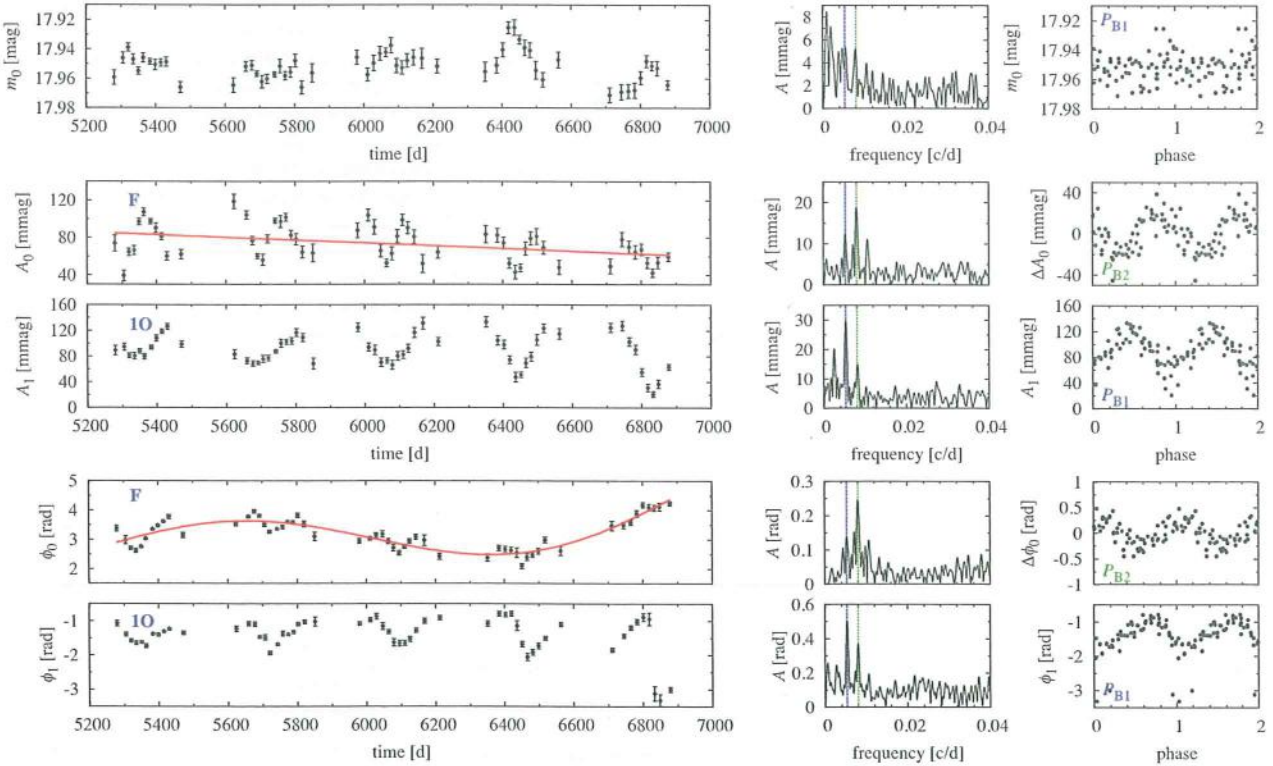 17.92
17.94
17.96
17.98
m0 [mag]
5200 5400 5600 5800 6000 6200 6400 6600 6800 7000
time [d]
8
6
4
2
0
A [mmag]
0 0.02 0.04
frequency [c/d]
17.92
17.94
17.96
17.98
m0 [mag]
PB1
0 1 2
phase
120
80
40
A0 [mmag]
F
20
10
0
A [mmag]
40
0
-40
ΔA0 [mmag]
PB2
160
120
80
40
0
A1 [mmag]
1O
5200 5400 5600 5800 6000 6200 6400 6600 6800 7000
time [d]
30
20
10
0
A [mmag]
0 0.02 0.04
frequency [c/d]
160
120
80
40
0
A1 [mmag]
PB1
0 1 2
phase
5
4
3
2
ϕ0 [rad]
F
0.3
0.2
0.1
0
A [rad]
1
0.5
0
-0.5
-1
Δϕ0 [rad]
PB2
-1
-2
-3
ϕ1 [rad]
1O
5200 5400 5600 5800 6000 6200 6400 6600 6800 7000
time [d]
0.6
0.4
0.2
0
A [rad]
0 0.02 0.04
frequency [c/d]
-1
-2
-3
ϕ1 [rad]
PB1
0 1 2
phase